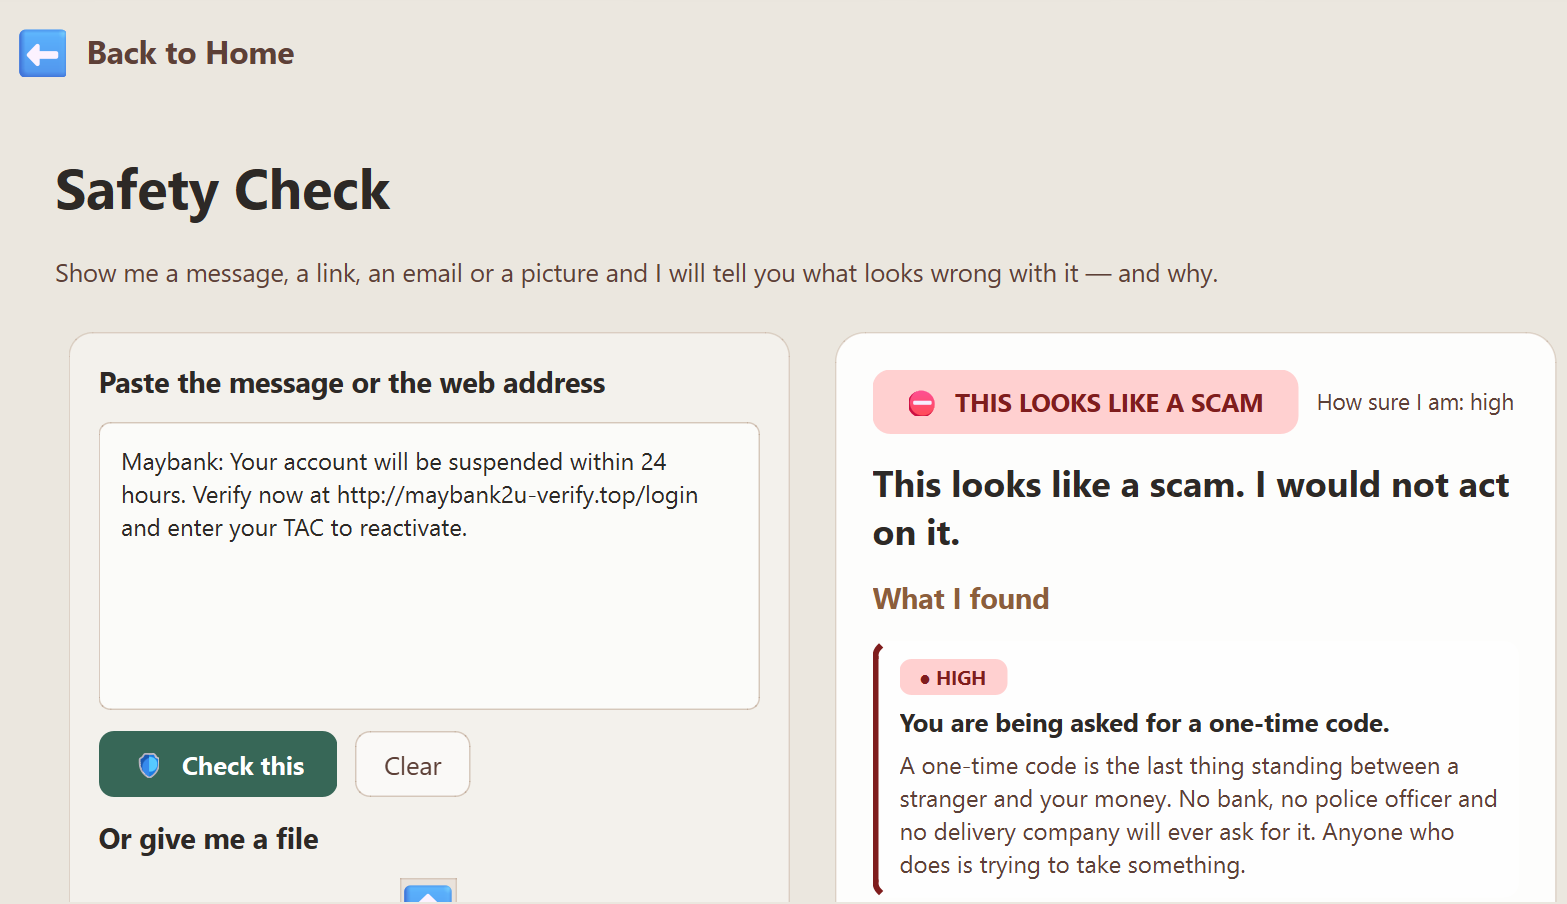 Back to Home
Safety Check
Show me a message, a link, an email or a picture and I will tell you what looks wrong with it — and why.
Paste the message or the web address
Maybank: Your account will be suspended within 24
hours. Verify now at http://maybank2u-verify.top/login
and enter your TAC to reactivate.
Check this
Clear
Or give me a file
THIS LOOKS LIKE A SCAM
How sure I am: high
This looks like a scam. I would not act
on it.
What I found
• HIGH
You are being asked for a one-time code.
A one-time code is the last thing standing between a
stranger and your money. No bank, no police officer and
no delivery company will ever ask for it. Anyone who
does is trying to take something.